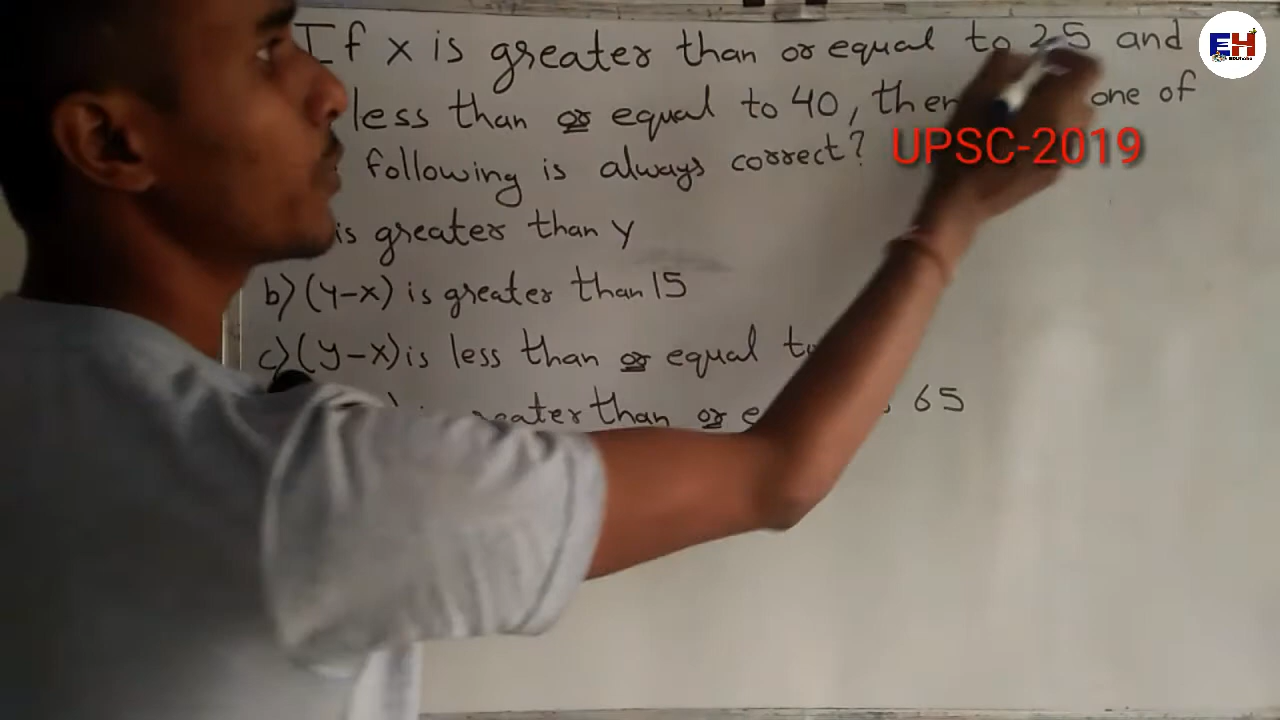 If x is greater than or equal to 25 and
less than or equal to 40, then one of
following is always correct?
UPSC-2019
is greater than y
b) (y-x) is greater than 15
c) (y-x) is less than or equal to
greater than or 65
EH